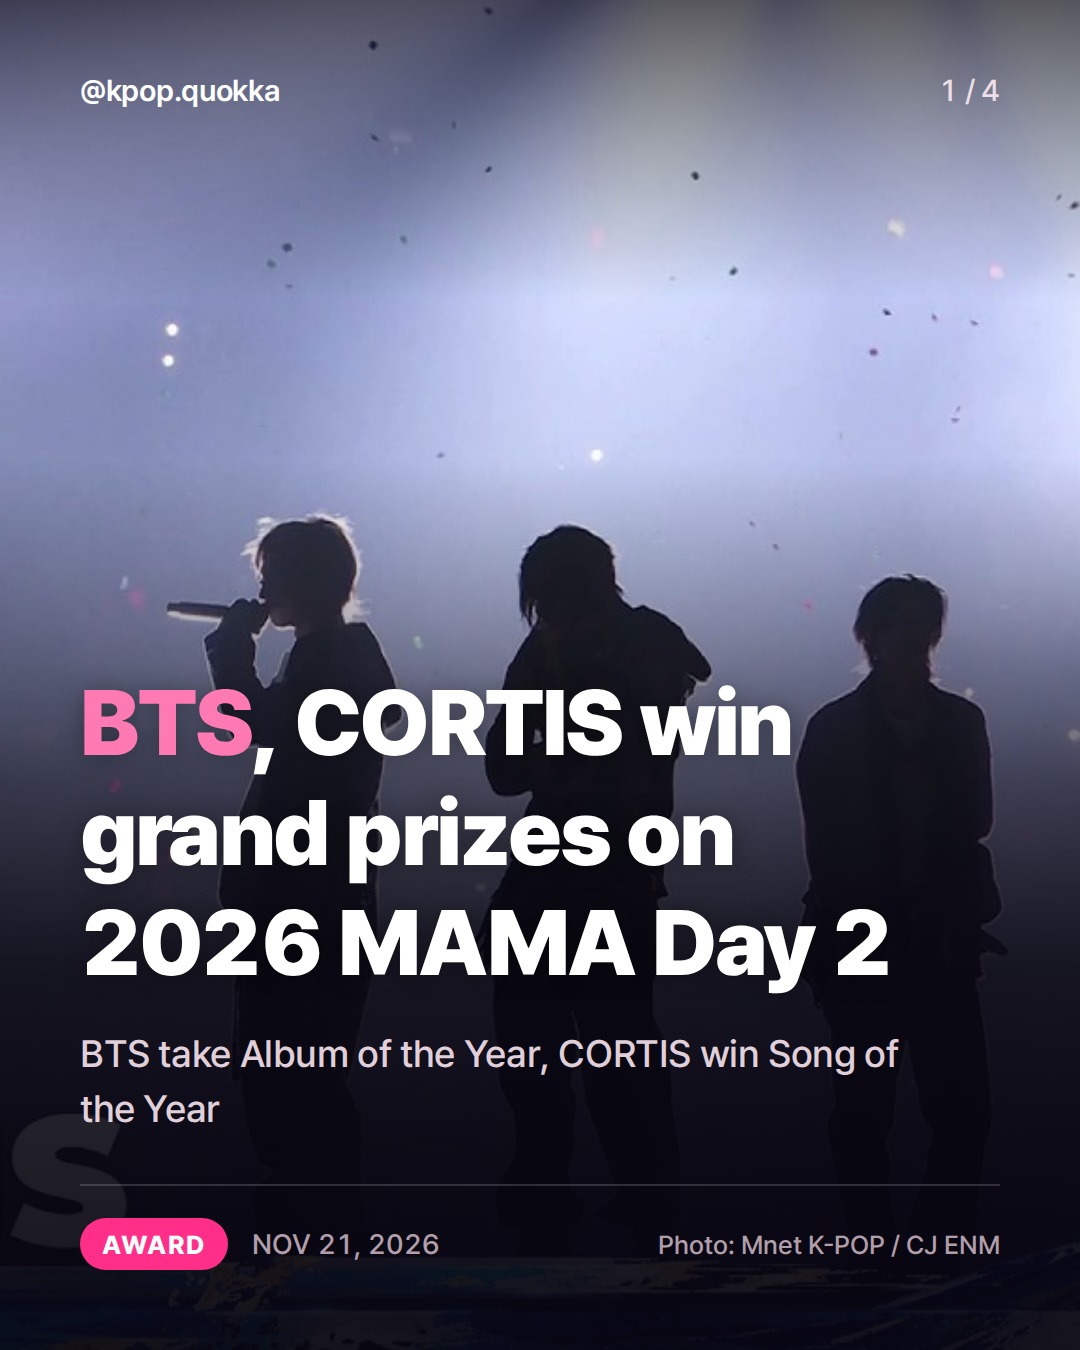 @kpop.quokka
1 / 4
BTS, CORTIS win
grand prizes on
2026 MAMA Day 2
BTS take Album of the Year, CORTIS win Song of
the Year
s
AWARD
NOV 21, 2026
Photo: Mnet K-POP / CJ ENM